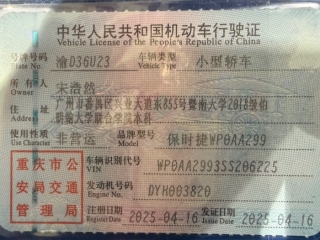 中华人民共和国机动车行驶证
Vehicle License of the People's Republic of China
号牌号码 渝D36U23 车辆类型 小型轿车
Plate No. Vehicle Type
所有人 宋浩然
Owner
住址 广州市番禺区兴业大道东855号暨南大学2018级伯
Address 明翰大学联合学院本科
使用性质 非营运 品牌型号 保时捷WP0AA299
Use Character Model
重庆市公
安局交通
管理局
车辆识别代号 WP0AA2993SS206225
VIN
发动机号码 DYH003820
Engine No.
注册日期 2025-04-16 发证日期 2025-04-16
Register Date Issue Date